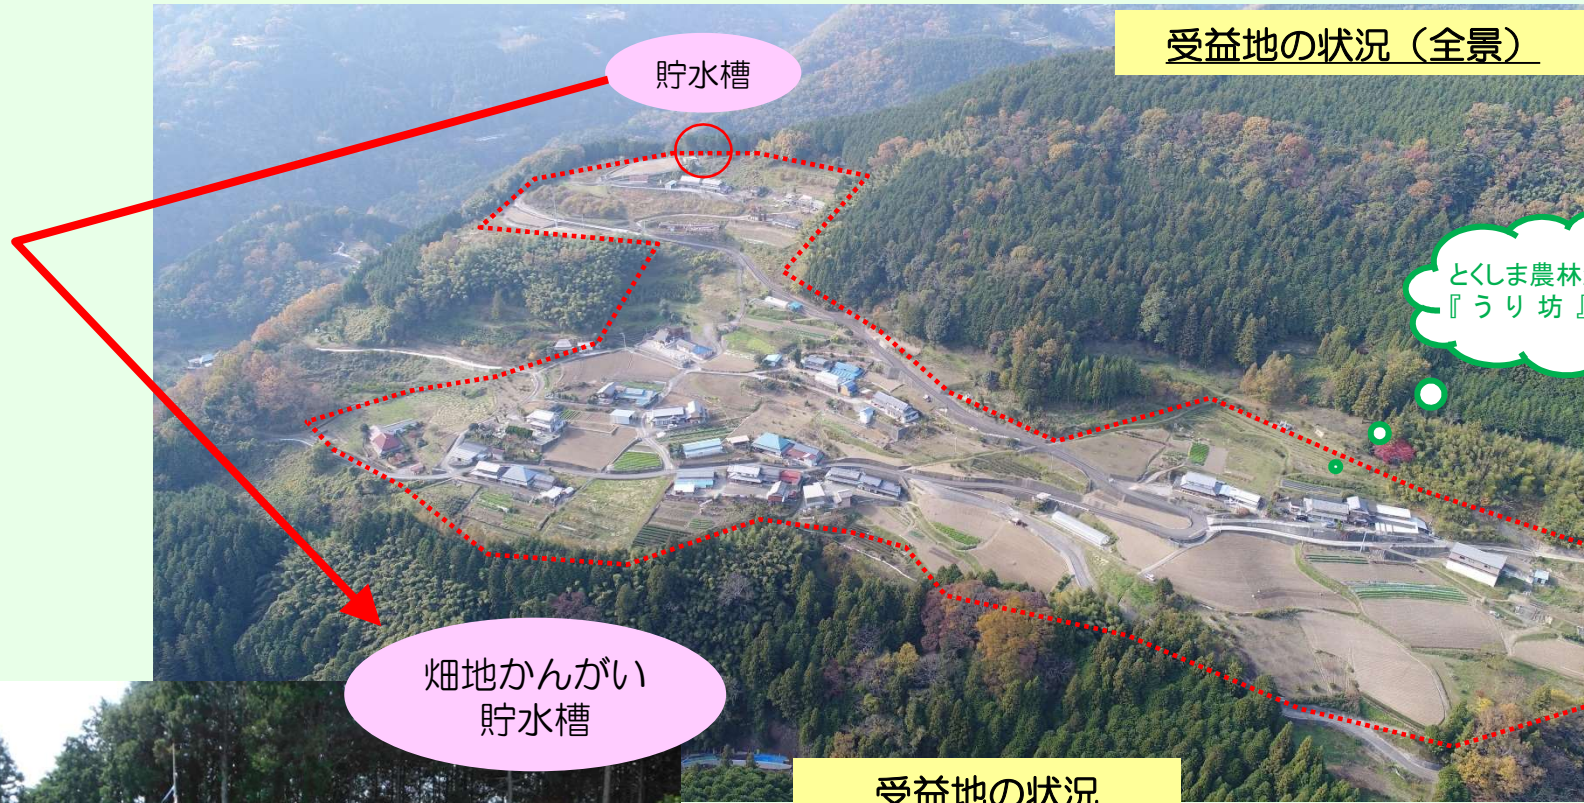 受益地の状況（全景）
貯水槽
とくしま農林
『うり坊』
畑地かんがい
貯水槽
受益地の状況